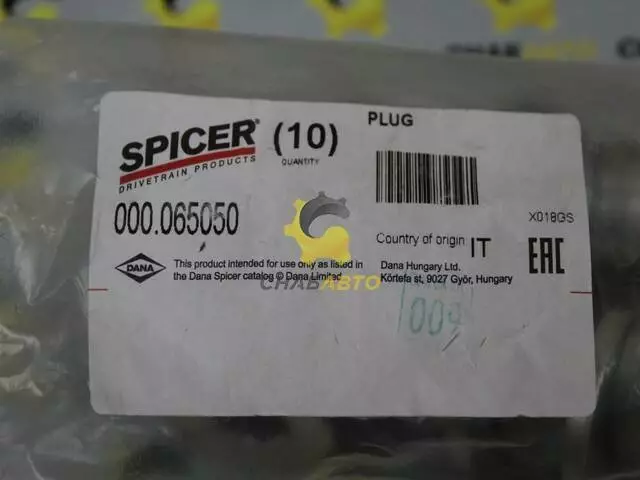 SPICER®
DRIVETRAIN PRODUCTS
(10)
QUANTITY
PLUG
000.065050
X018GS
Country of origin IT
EAC
DANA
This product intended for use only as listed in
the Dana Spicer catalog © Dana Limited
Dana Hungary Ltd.
Körtefa st, 9027 Győr, Hungary
СНАБАВТО